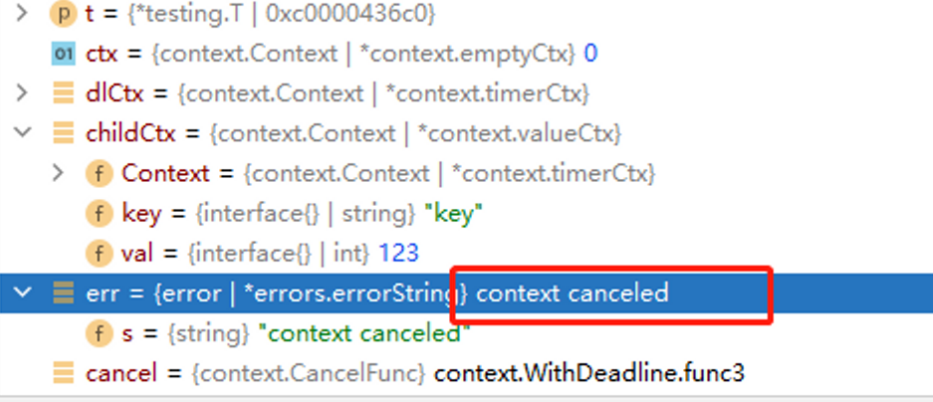 p t = {*testing.T | 0xc0000436c0}
01 ctx = {context.Context | *context.emptyCtx} 0
dlCtx = {context.Context | *context.timerCtx}
childCtx = {context.Context | *context.valueCtx}
f Context = {context.Context | *context.timerCtx}
f key = {interface{} | string} "key"
f val = {interface{} | int} 123
err = {error | *errors.errorString} context canceled
f s = {string} "context canceled"
cancel = {context.CancelFunc} context.WithDeadline.func3